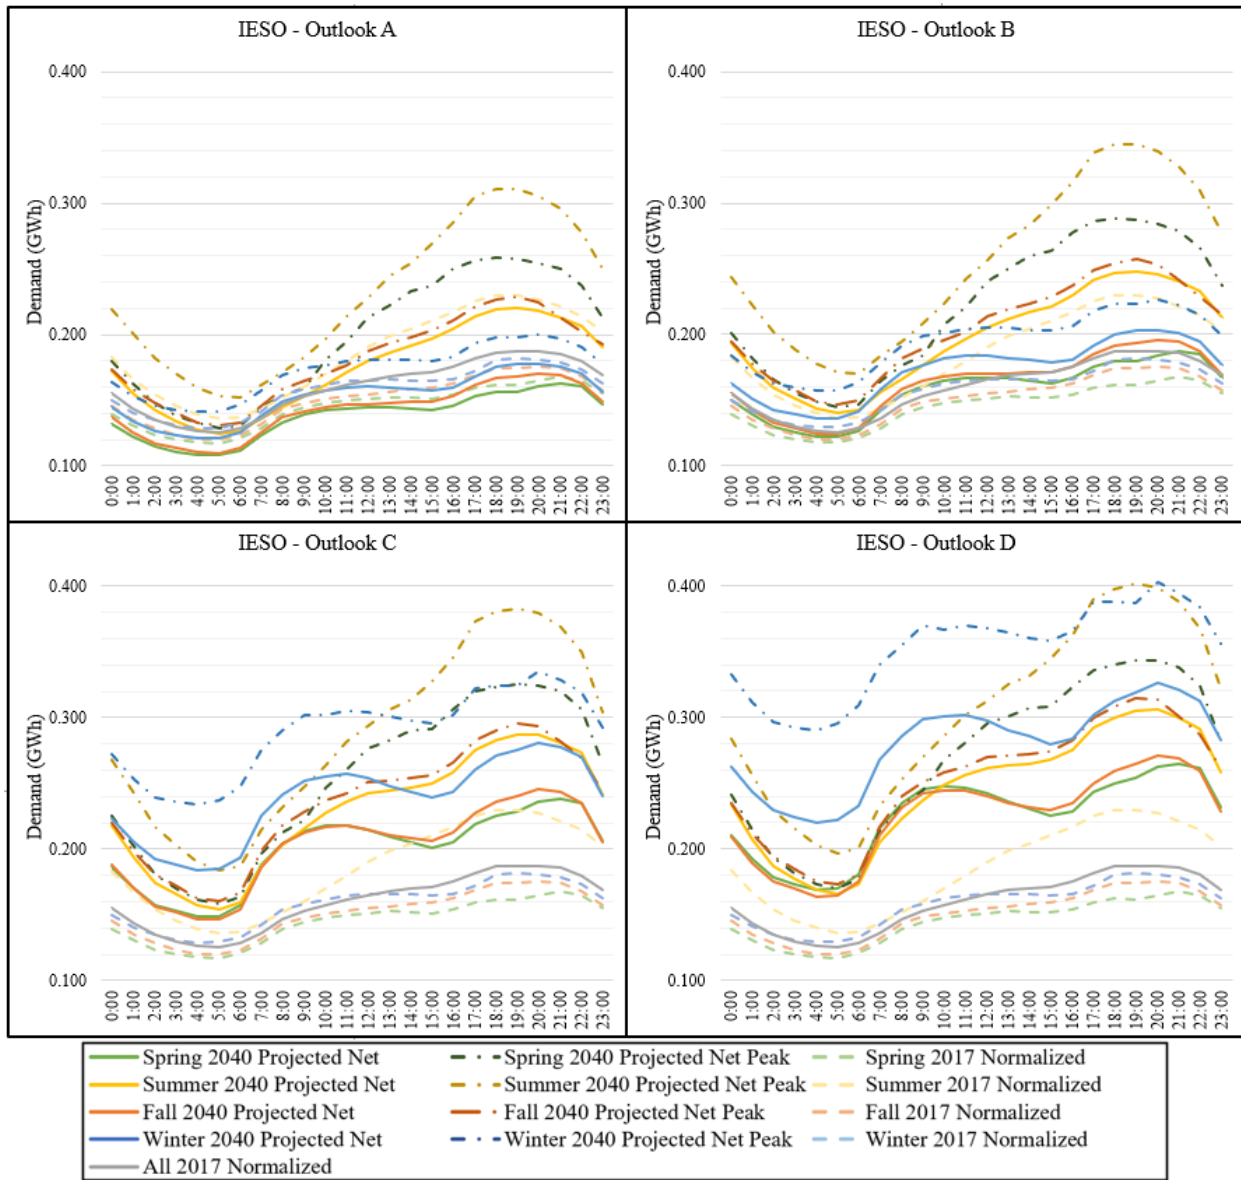 IESO - Outlook A
Demand (GWh)
0.400
0.300
0.200
0.100
0:00 1:00 2:00 3:00 4:00 5:00 6:00 7:00 8:00 9:00 10:00 11:00 12:00 13:00 14:00 15:00 16:00 17:00 18:00 19:00 20:00 21:00 22:00 23:00
IESO - Outlook B
Demand (GWh)
0.400
0.300
0.200
0.100
0:00 1:00 2:00 3:00 4:00 5:00 6:00 7:00 8:00 9:00 10:00 11:00 12:00 13:00 14:00 15:00 16:00 17:00 18:00 19:00 20:00 21:00 22:00 23:00
IESO - Outlook C
Demand (GWh)
0.400
0.300
0.200
0.100
0:00 1:00 2:00 3:00 4:00 5:00 6:00 7:00 8:00 9:00 10:00 11:00 12:00 13:00 14:00 15:00 16:00 17:00 18:00 19:00 20:00 21:00 22:00 23:00
IESO - Outlook D
Demand (GWh)
0.400
0.300
0.200
0.100
0:00 1:00 2:00 3:00 4:00 5:00 6:00 7:00 8:00 9:00 10:00 11:00 12:00 13:00 14:00 15:00 16:00 17:00 18:00 19:00 20:00 21:00 22:00 23:00
Spring 2040 Projected Net Spring 2040 Projected Net Peak Spring 2017 Normalized
Summer 2040 Projected Net Summer 2040 Projected Net Peak Summer 2017 Normalized
Fall 2040 Projected Net Fall 2040 Projected Net Peak Fall 2017 Normalized
Winter 2040 Projected Net Winter 2040 Projected Net Peak Winter 2017 Normalized
All 2017 Normalized